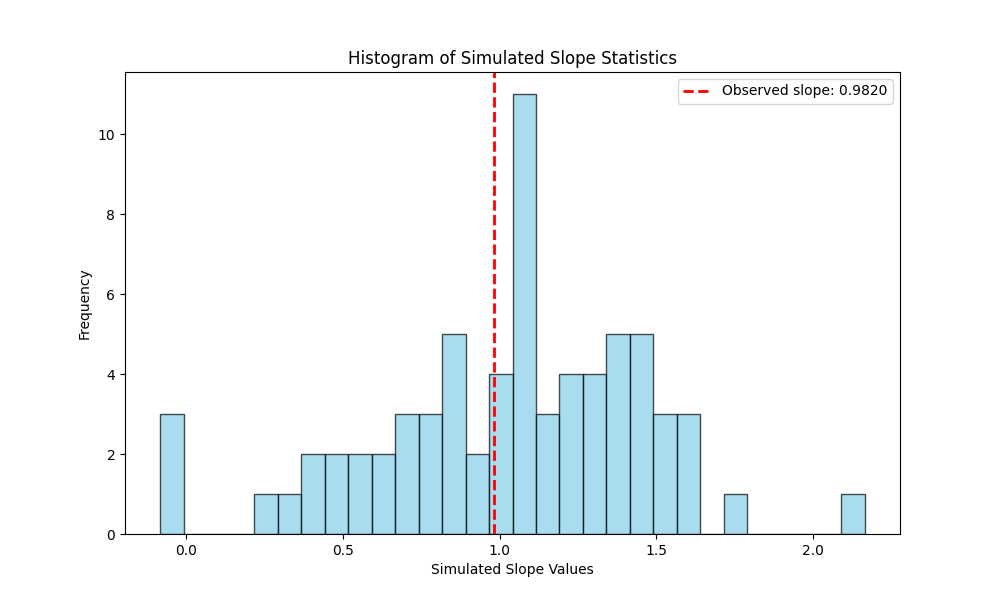 Histogram of Simulated Slope Statistics
Observed slope: 0.9820
10
8
6
4
2
0
Frequency
0.0 0.5 1.0 1.5 2.0
Simulated Slope Values